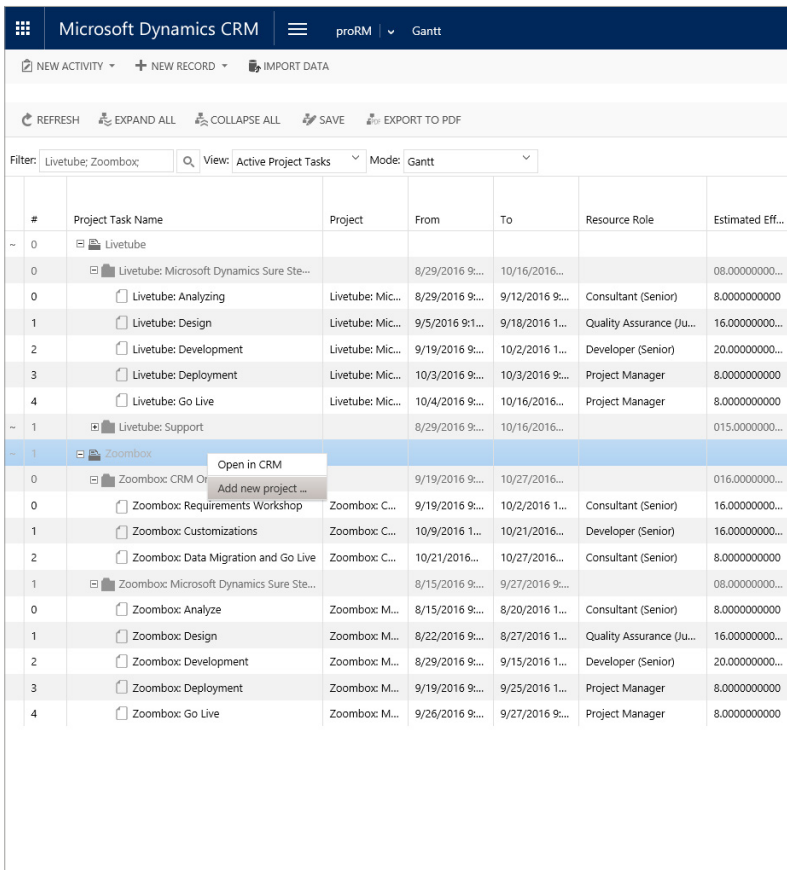 Microsoft Dynamics CRM proRM Gantt
NEW ACTIVITY NEW RECORD IMPORT DATA
REFRESH EXPAND ALL COLLAPSE ALL SAVE EXPORT TO PDF
Filter: Livetube; Zoombox; View: Active Project Tasks Mode: Gantt
# Project Task Name Project From To Resource Role Estimated Eff...
~ 0 Livetube
0 Livetube: Microsoft Dynamics Sure Ste... 8/29/2016 9:... 10/16/2016... 08.00000000...
0 Livetube: Analyzing Livetube: Mic... 8/29/2016 9:... 9/12/2016 9:... Consultant (Senior) 8.0000000000
1 Livetube: Design Livetube: Mic... 9/5/2016 9:1... 9/18/2016 1... Quality Assurance (Ju... 16.00000000...
2 Livetube: Development Livetube: Mic... 9/19/2016 9:... 10/2/2016 1... Developer (Senior) 20.00000000...
3 Livetube: Deployment Livetube: Mic... 10/3/2016 9:... 10/3/2016 9:... Project Manager 8.0000000000
4 Livetube: Go Live Livetube: Mic... 10/4/2016 9:... 10/16/2016... Project Manager 8.0000000000
~ 1 Livetube: Support 8/29/2016 9:... 10/16/2016... 015.0000000...
~ 1 Zoombox
Open in CRM
0 Zoombox: CRM 9/19/2016 9:... 10/27/2016... 016.0000000...
Add new project ...
0 Zoombox: Requirements Workshop Zoombox: C... 9/19/2016 9:... 10/2/2016 1... Consultant (Senior) 16.00000000...
1 Zoombox: Customizations Zoombox: C... 10/9/2016 1... 10/21/2016... Developer (Senior) 16.00000000...
2 Zoombox: Data Migration and Go Live Zoombox: C... 10/21/2016... 10/27/2016... Consultant (Senior) 8.0000000000
1 Zoombox: Microsoft Dynamics Sure Ste... 8/15/2016 9:... 9/27/2016 9:... 08.00000000...
0 Zoombox: Analyze Zoombox: M... 8/15/2016 9:... 8/20/2016 1... Consultant (Senior) 8.0000000000
1 Zoombox: Design Zoombox: M... 8/22/2016 9:... 8/27/2016 1... Quality Assurance (Ju... 16.00000000...
2 Zoombox: Development Zoombox: M... 8/29/2016 9:... 9/15/2016 1... Developer (Senior) 20.00000000...
3 Zoombox: Deployment Zoombox: M... 9/19/2016 9:... 9/25/2016 1... Project Manager 8.0000000000
4 Zoombox: Go Live Zoombox: M... 9/26/2016 9:... 9/27/2016 9:... Project Manager 8.0000000000